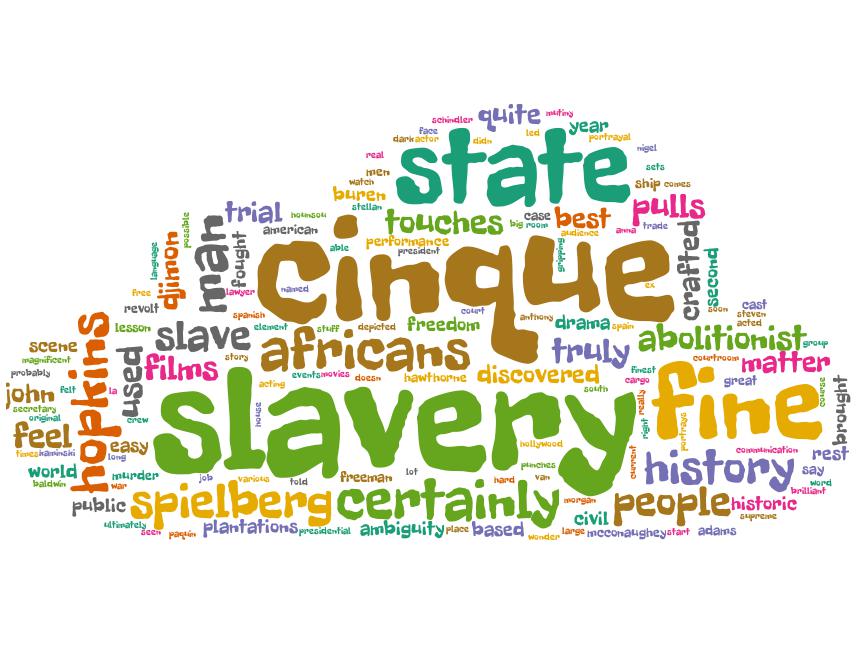 schindler quite mutiny
face led year
dark actor didn portrayal
state
real nigel
men sets
watch ship comes
buren
stellan pulls
trial hounsou touches big case best
american room trade
audience anna
able performance
president
possible
language
djimon
man
fought
cinque
gripping
crafted
second
free lawyer named ex
revolt spanish court anthony soon cast
steven
lesson element stuff depicted freedom drama spain acted
slave africans truly abolitionist group
scene story courtroom
magnificent
hopkins
used
films events movies doesn hawthorne discovered finest matter
probably acting cargo great
john felt la south
slavery
house
fine
really
right
portrays
course
brought
secretary
original crew
feel easy hollywood
times kaminski long communication rest
current
world murder job various told freeman lot hard punches van history say
baldwin war word
brilliant
public spielberg certainly morgan people historic
civil supreme
ultimately plantations presidential ambiguity place based
seen paquin wonder large mcconaughey start adams